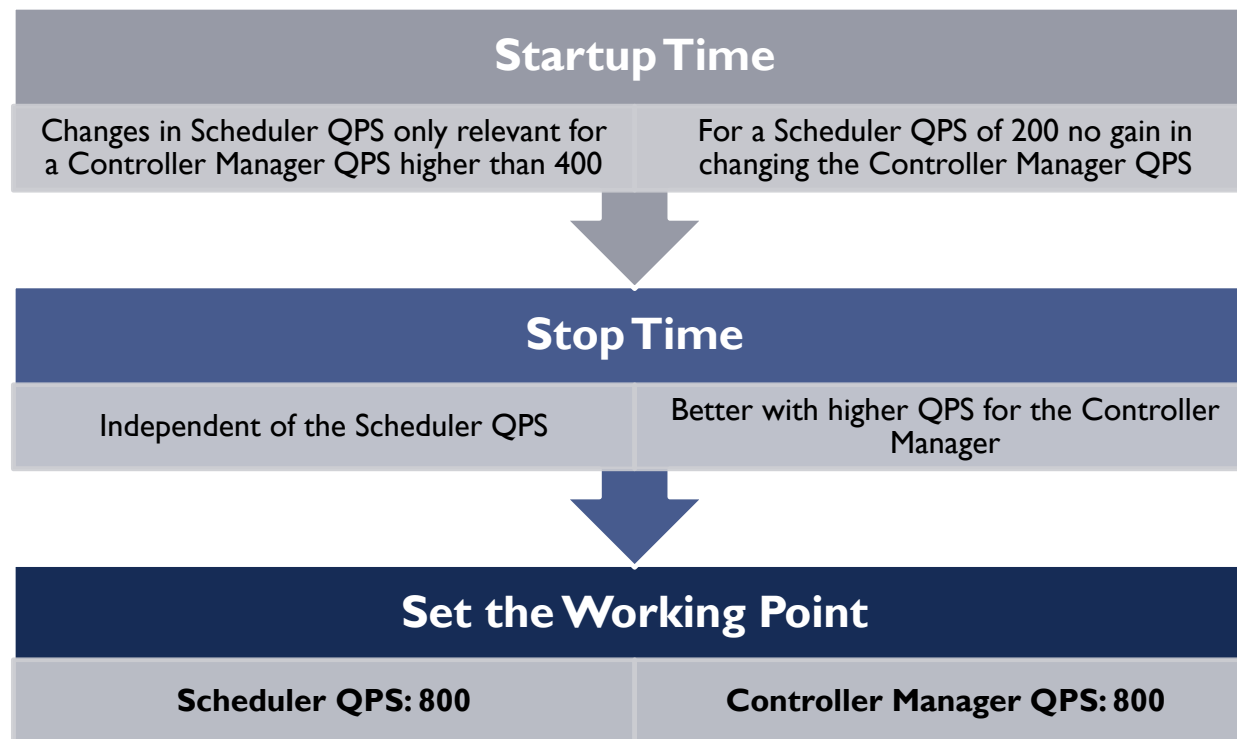 Startup Time
Changes in Scheduler QPS only relevant for
a Controller Manager QPS higher than 400
For a Scheduler QPS of 200 no gain in
changing the Controller Manager QPS
Stop Time
Independent of the Scheduler QPS
Better with higher QPS for the Controller
Manager
Set the Working Point
Scheduler QPS: 800
Controller Manager QPS: 800